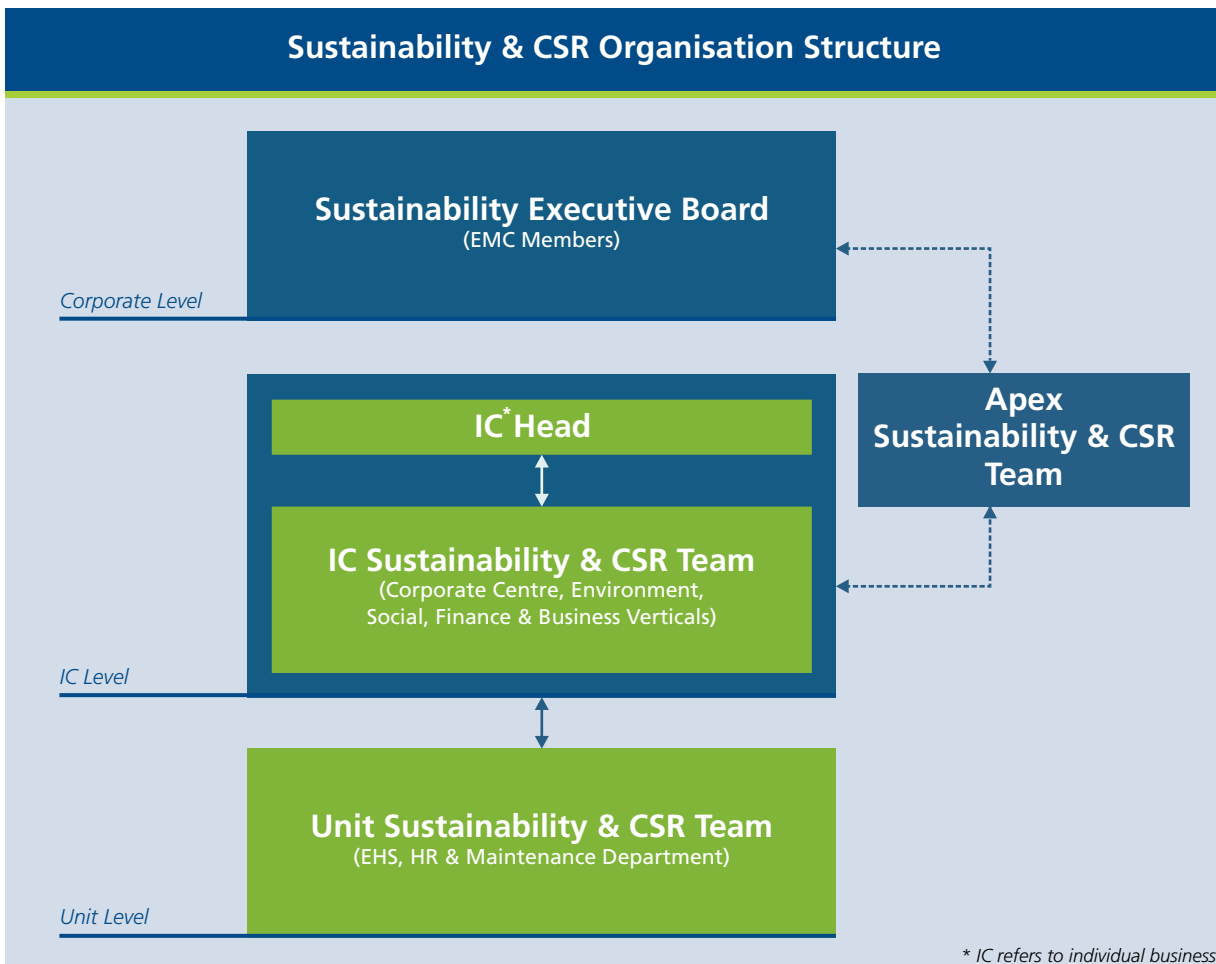 Sustainability & CSR Organisation Structure
Sustainability Executive Board
(EMC Members)
Corporate Level
Apex
Sustainability & CSR
Team
IC* Head
IC Sustainability & CSR Team
(Corporate Centre, Environment,
Social, Finance & Business Verticals)
IC Level
Unit Sustainability & CSR Team
(EHS, HR & Maintenance Department)
Unit Level
* IC refers to individual business